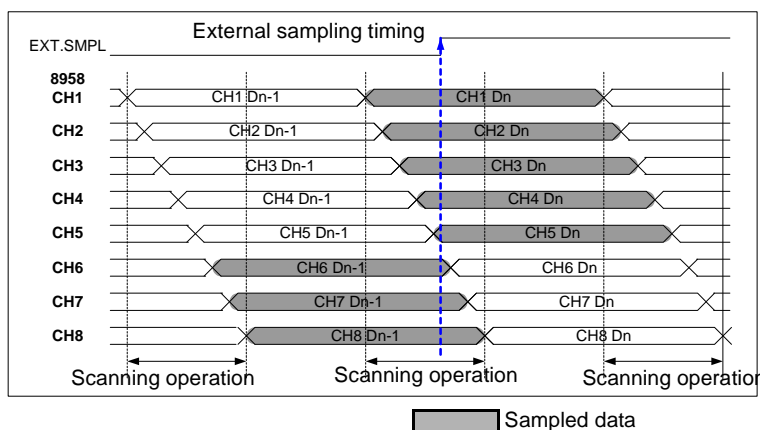 External sampling timing
EXT.SMPL
8958
CH1 CH1 Dn-1 CH1 Dn
CH2 CH2 Dn-1 CH2 Dn
CH3 CH3 Dn-1 CH3 Dn
CH4 CH4 Dn-1 CH4 Dn
CH5 CH5 Dn-1 CH5 Dn
CH6 CH6 Dn-1 CH6 Dn
CH7 CH7 Dn-1 CH7 Dn
CH8 CH8 Dn-1 CH8 Dn
Scanning operation Scanning operation Scanning operation
Sampled data